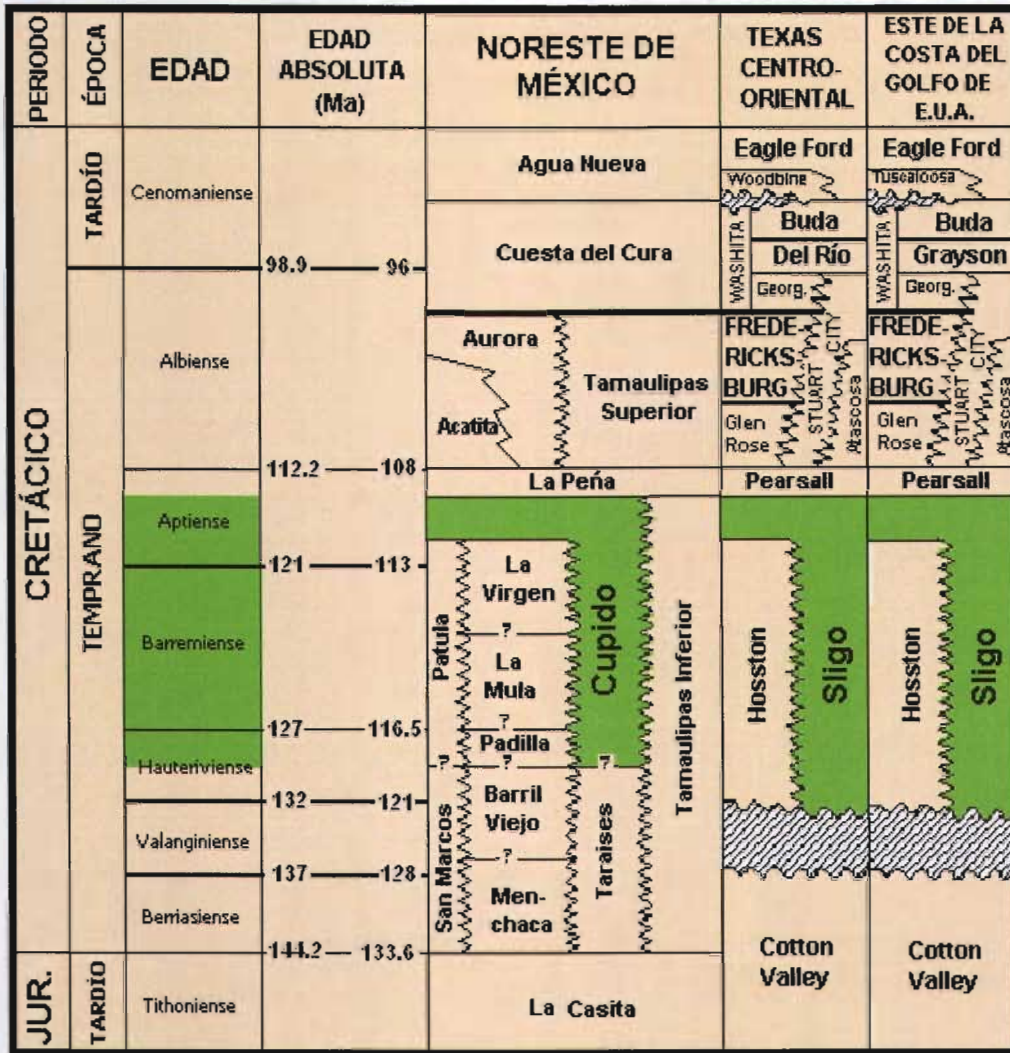 PERIODO
ÉPOCA
EDAD
EDAD
ABSOLUTA
(Ma)
NORESTE DE
MÉXICO
TEXAS
CENTRO-
ORIENTAL
ESTE DE LA
COSTA DEL
GOLFO DE
E.U.A.
CRETÁCICO
TARDÍO
TEMPRANO
JUR.
TARDÍO
Cenomaniense
Albiense
Aptiense
Barremiense
Hauteriviense
Valanginiense
Berriasiense
Tithoniense
98.9 96
112.2 108
121 113
127 116.5
132 121
137 128
144.2 133.6
Agua Nueva
Cuesta del Cura
Aurora
Acatita
Tamaulipas
Superior
La Peña
Patula
La
Virgen
?
La
Mula
?
Padilla
?
?
?
Cupido
Tamaulipas Inferior
San Marcos
Barril
Viejo
?
Men-
chaca
Taraises
La Casita
Eagle Ford
Woodbine
WASHITA
Buda
Del Río
Georg.
FREDE-
RICKS
BURG
STUART CITY
Glen
Rose
Atascosa
Pearsall
Hosston
Sligo
Cotton
Valley
Eagle Ford
Tuscaloosa
WASHITA
Buda
Grayson
Georg.
FREDE-
RICKS
BURG
STUART CITY
Glen
Rose
Atascosa
Pearsall
Hosston
Sligo
Cotton
Valley